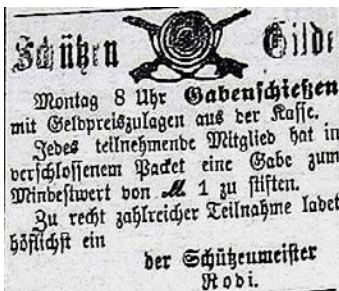 Schützen Gilde
Montag 8 Uhr Gabenschießen
mit Geldpreiszulagen aus der Kasse.
Jedes teilnehmende Mitglied hat in
verschlossenem Packet eine Gabe zum
Mindestwert von M. 1 zu stiften.
Zu recht zahlreicher Teilnahme ladet
höflichst ein
der Schützenmeister
Rodi.